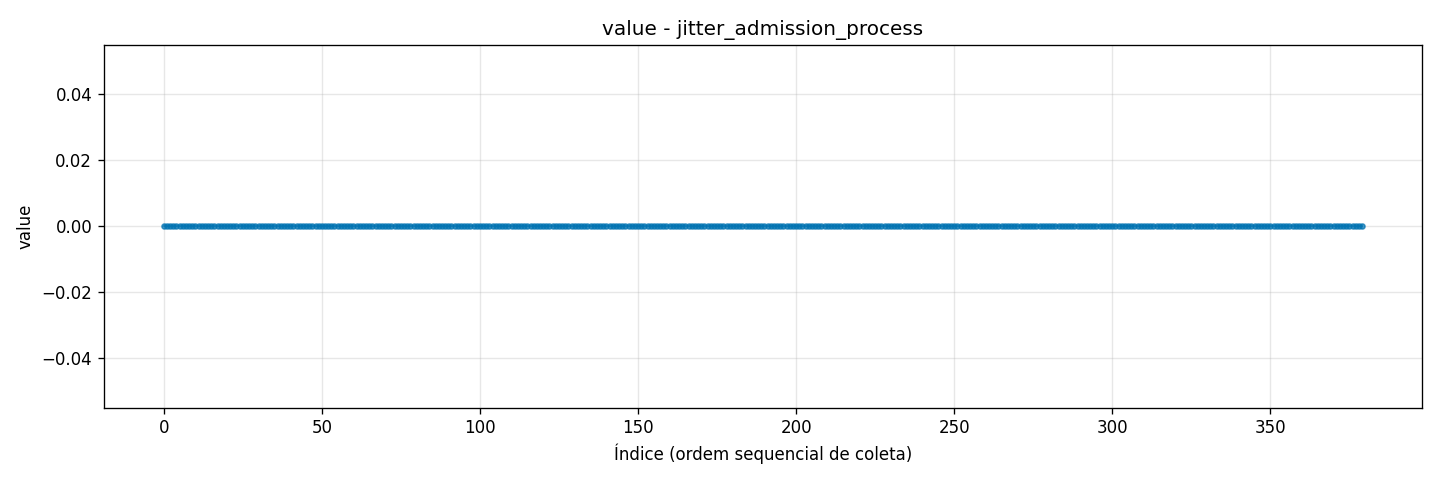 value - jitter_admission_process
0.04
0.02
0.00
−0.02
−0.04
value
0 50 100 150 200 250 300 350
Índice (ordem sequencial de coleta)